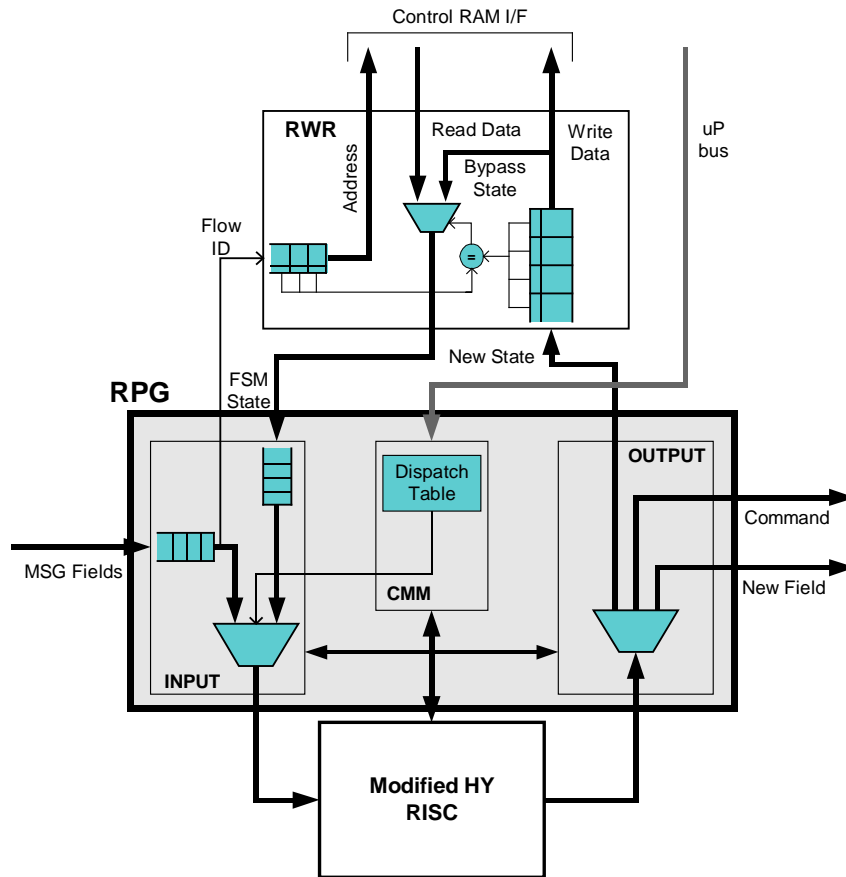 Control RAM I/F
RWR
Read Data
Write
Data
uP
bus
Bypass
State
Address
Flow
ID
=
New State
FSM
State
RPG
OUTPUT
Dispatch
Table
Command
MSG Fields
New Field
CMM
INPUT
Modified HY
RISC